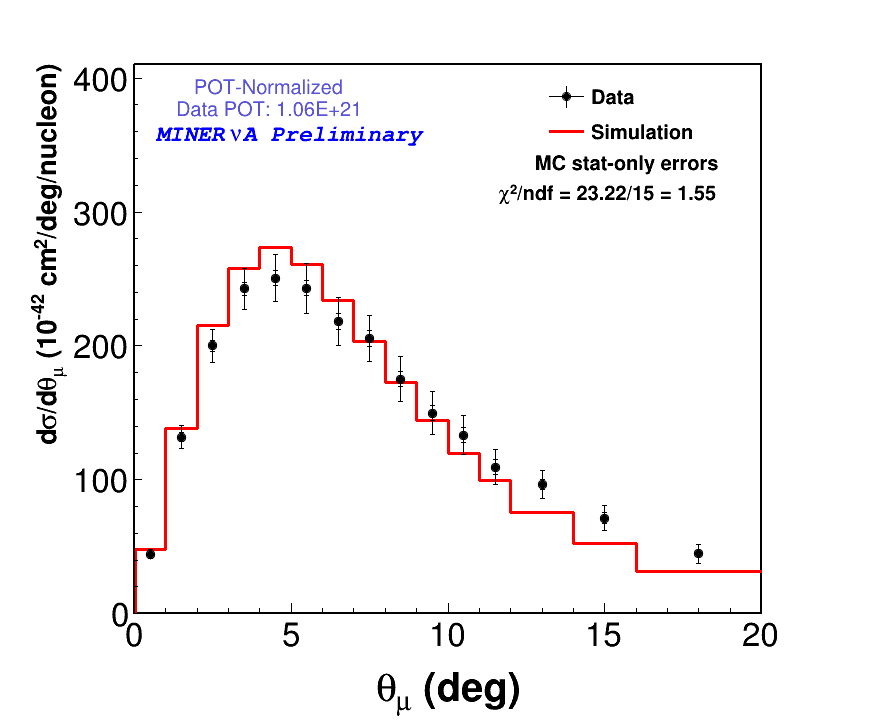 POT-Normalized
Data POT: 1.06E+21
MINERνA Preliminary
Data
Simulation
MC stat-only errors
χ²/ndf = 23.22/15 = 1.55
dσ/dθμ (10⁻⁴² cm²/deg/nucleon)
400
300
200
100
0
0 5 10 15 20
θμ (deg)